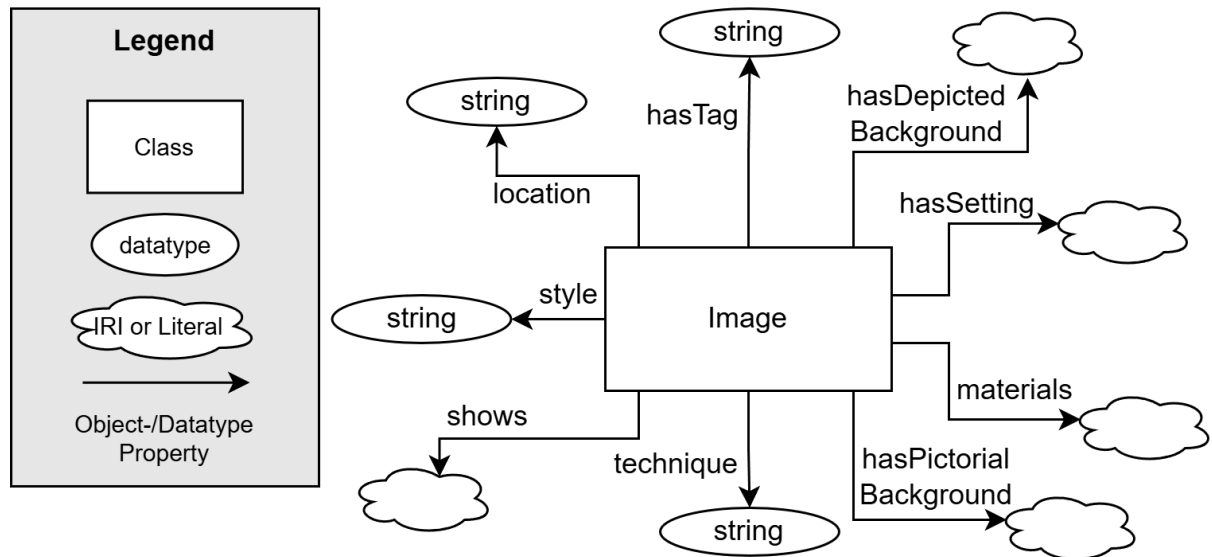 Legend
Class
datatype
IRI or Literal
Object-/Datatype
Property
string
string
hasTag
hasDepicted
Background
location
hasSetting
style
string
Image
materials
shows
technique
hasPictorial
Background
string